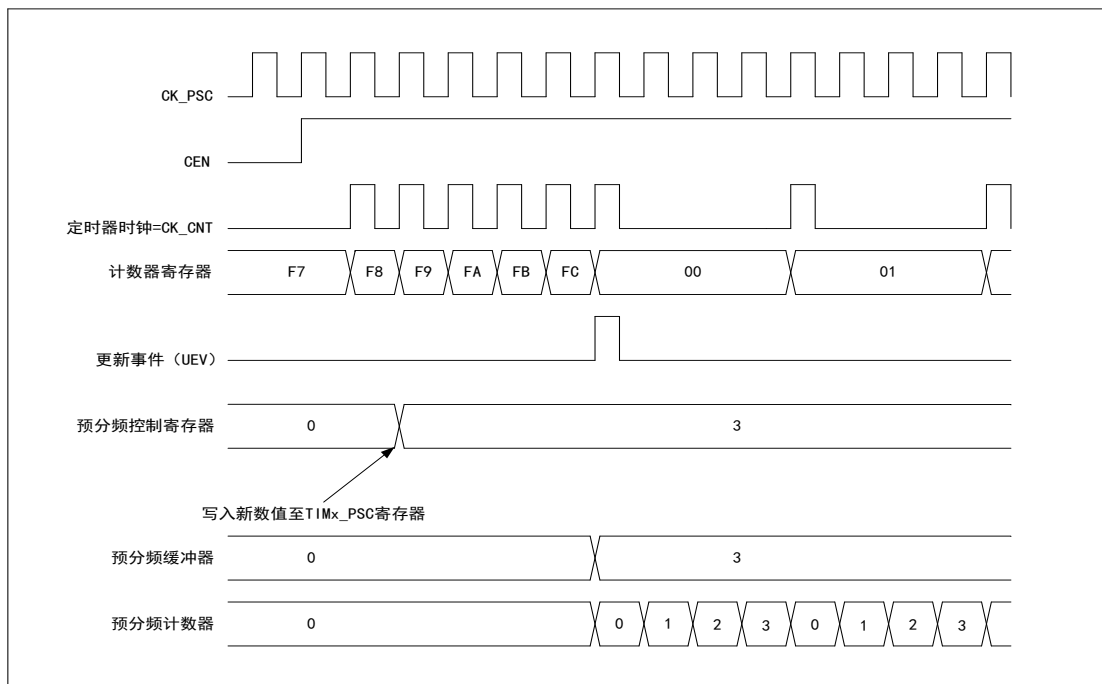 CK_PSC
CEN
定时器时钟=CK_CNT
计数器寄存器 F7 F8 F9 FA FB FC 00 01
更新事件（UEV）
预分频控制寄存器 0 3
写入新数值至TIMx_PSC寄存器
预分频缓冲器 0 3
预分频计数器 0 0 1 2 3 0 1 2 3